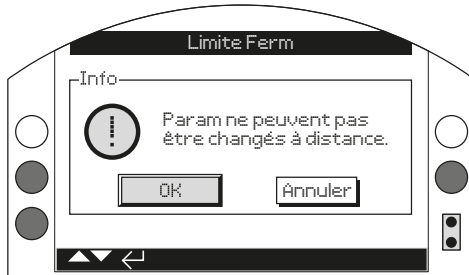 Limite Ferm
Info
Param ne peuvent pas
être changés à distance.
OK
Annuler